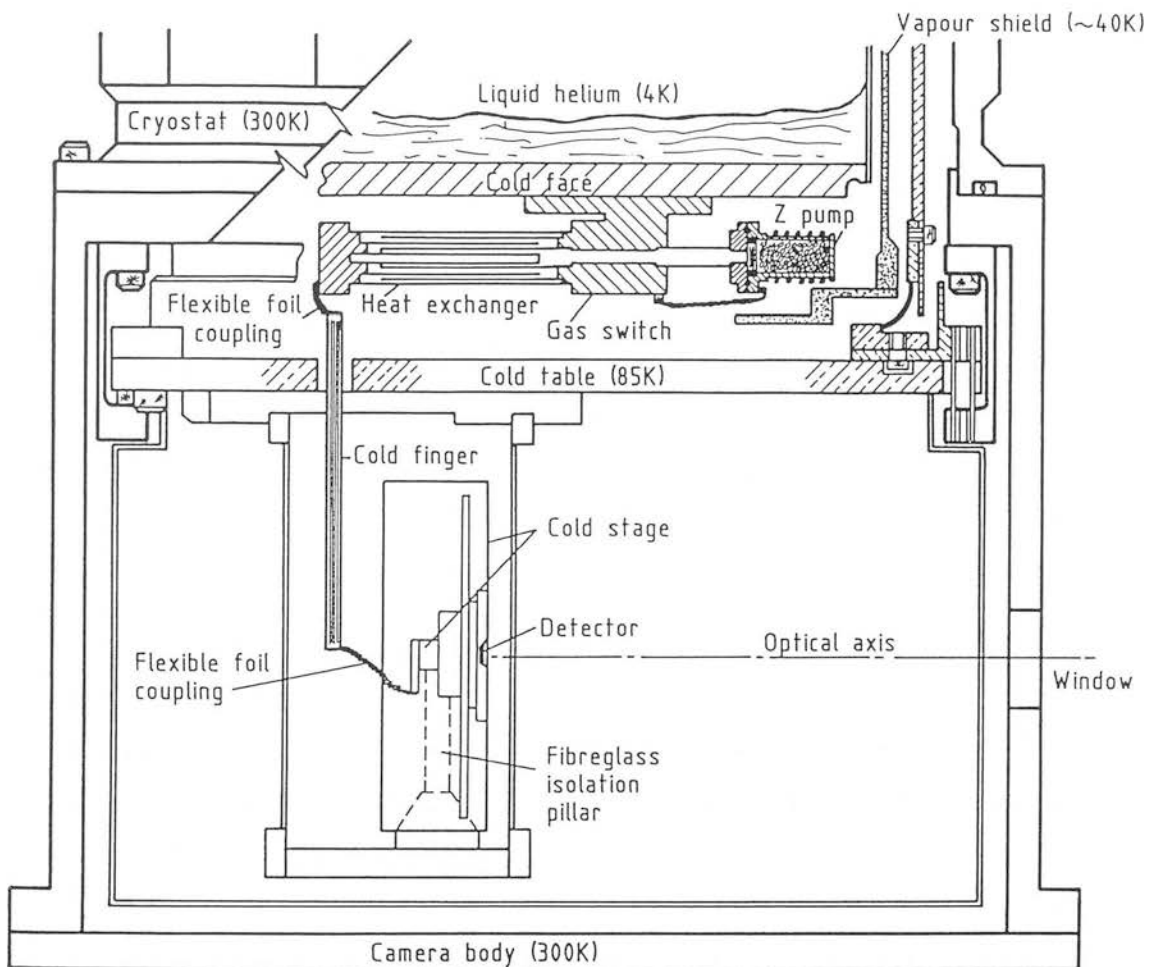 Vapour shield (~40K)
Liquid helium (4K)
Cryostat (300K)
Cold face
Z pump
Flexible foil
coupling
Heat exchanger
Gas switch
Cold table (85K)
Cold finger
Cold stage
Detector
Optical axis
Flexible foil
coupling
Window
Fibreglass
isolation
pillar
Camera body (300K)